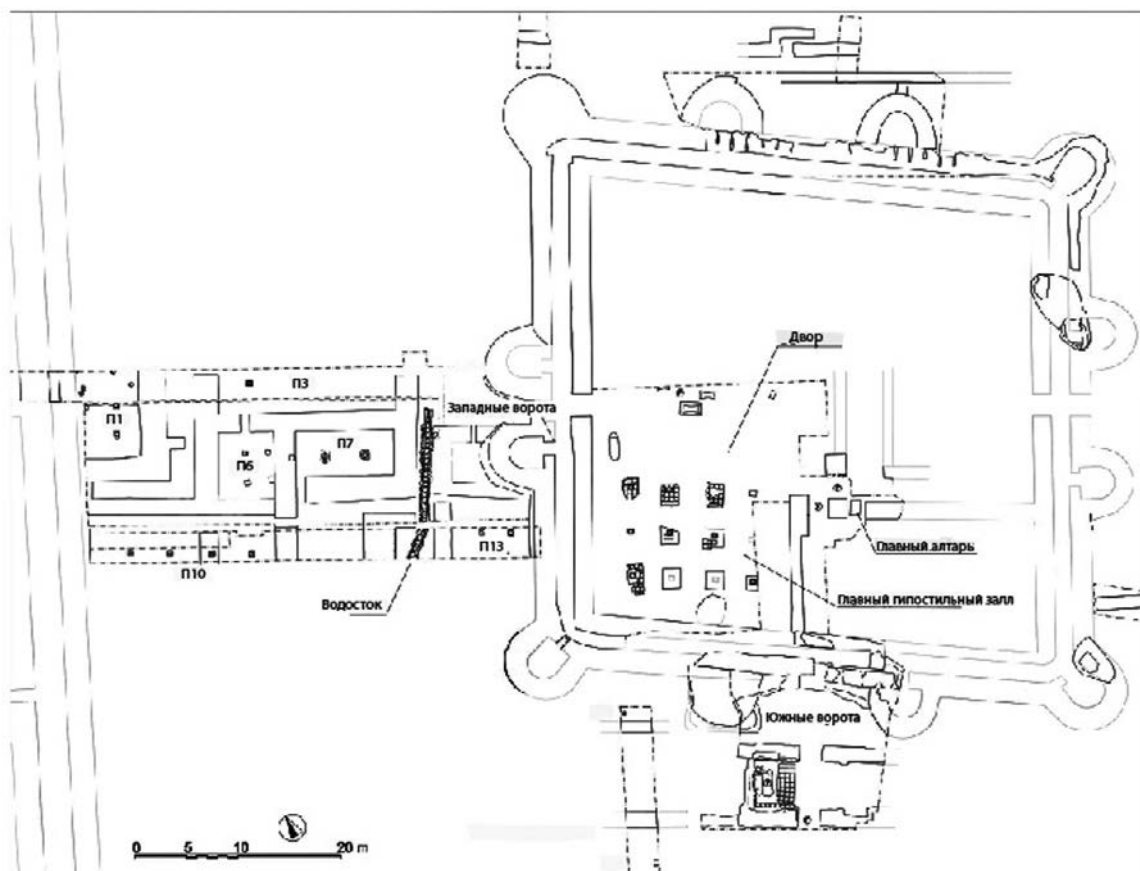 Двор
П3
Западные ворота
П1
П7
П6
Главный алтарь
П13
П10
Водосток
Главный гипостильный залл
Южные ворота
0 5 10 20 m